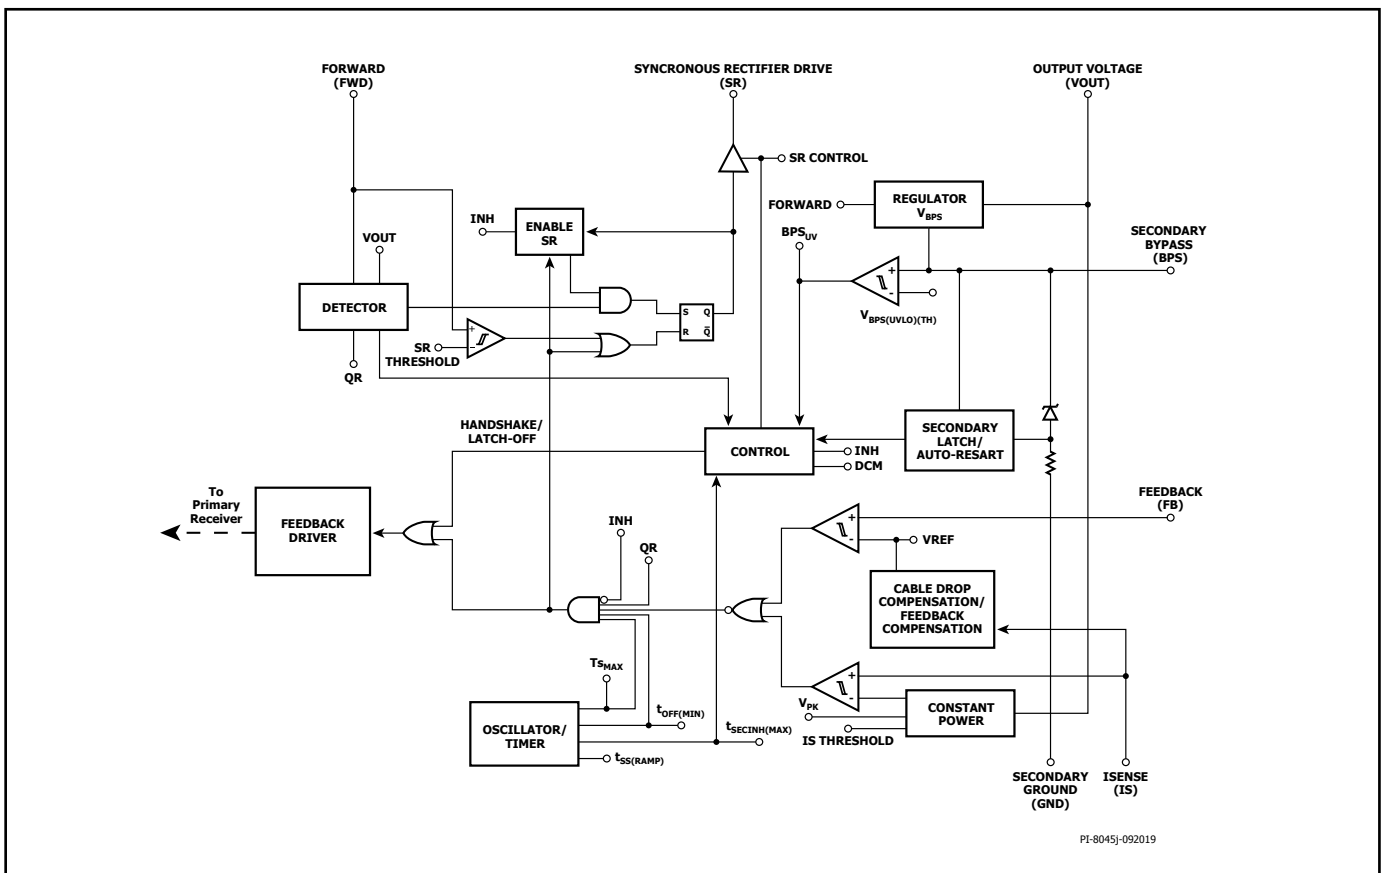 FORWARD
(FWD)
SYNCRONOUS RECTIFIER DRIVE
(SR)
OUTPUT VOLTAGE
(VOUT)
SR CONTROL
FORWARD
REGULATOR
VBPS
INH
ENABLE
SR
VOUT
BPSUV
SECONDARY
BYPASS
(BPS)
DETECTOR
+
-
VBPS(UVLO)(TH)
S Q
R Q̅
+
-
SR
THRESHOLD
QR
HANDSHAKE/
LATCH-OFF
CONTROL
INH
DCM
SECONDARY
LATCH/
AUTO-RESART
To
Primary
Receiver
FEEDBACK
DRIVER
INH
QR
+
-
VREF
FEEDBACK
(FB)
CABLE DROP
COMPENSATION/
FEEDBACK
COMPENSATION
TsMAX
OSCILLATOR/
TIMER
tOFF(MIN)
tSECINH(MAX)
tSS(RAMP)
+
-
VPK
IS THRESHOLD
CONSTANT
POWER
SECONDARY
GROUND
(GND)
ISENSE
(IS)
PI-8045j-092019